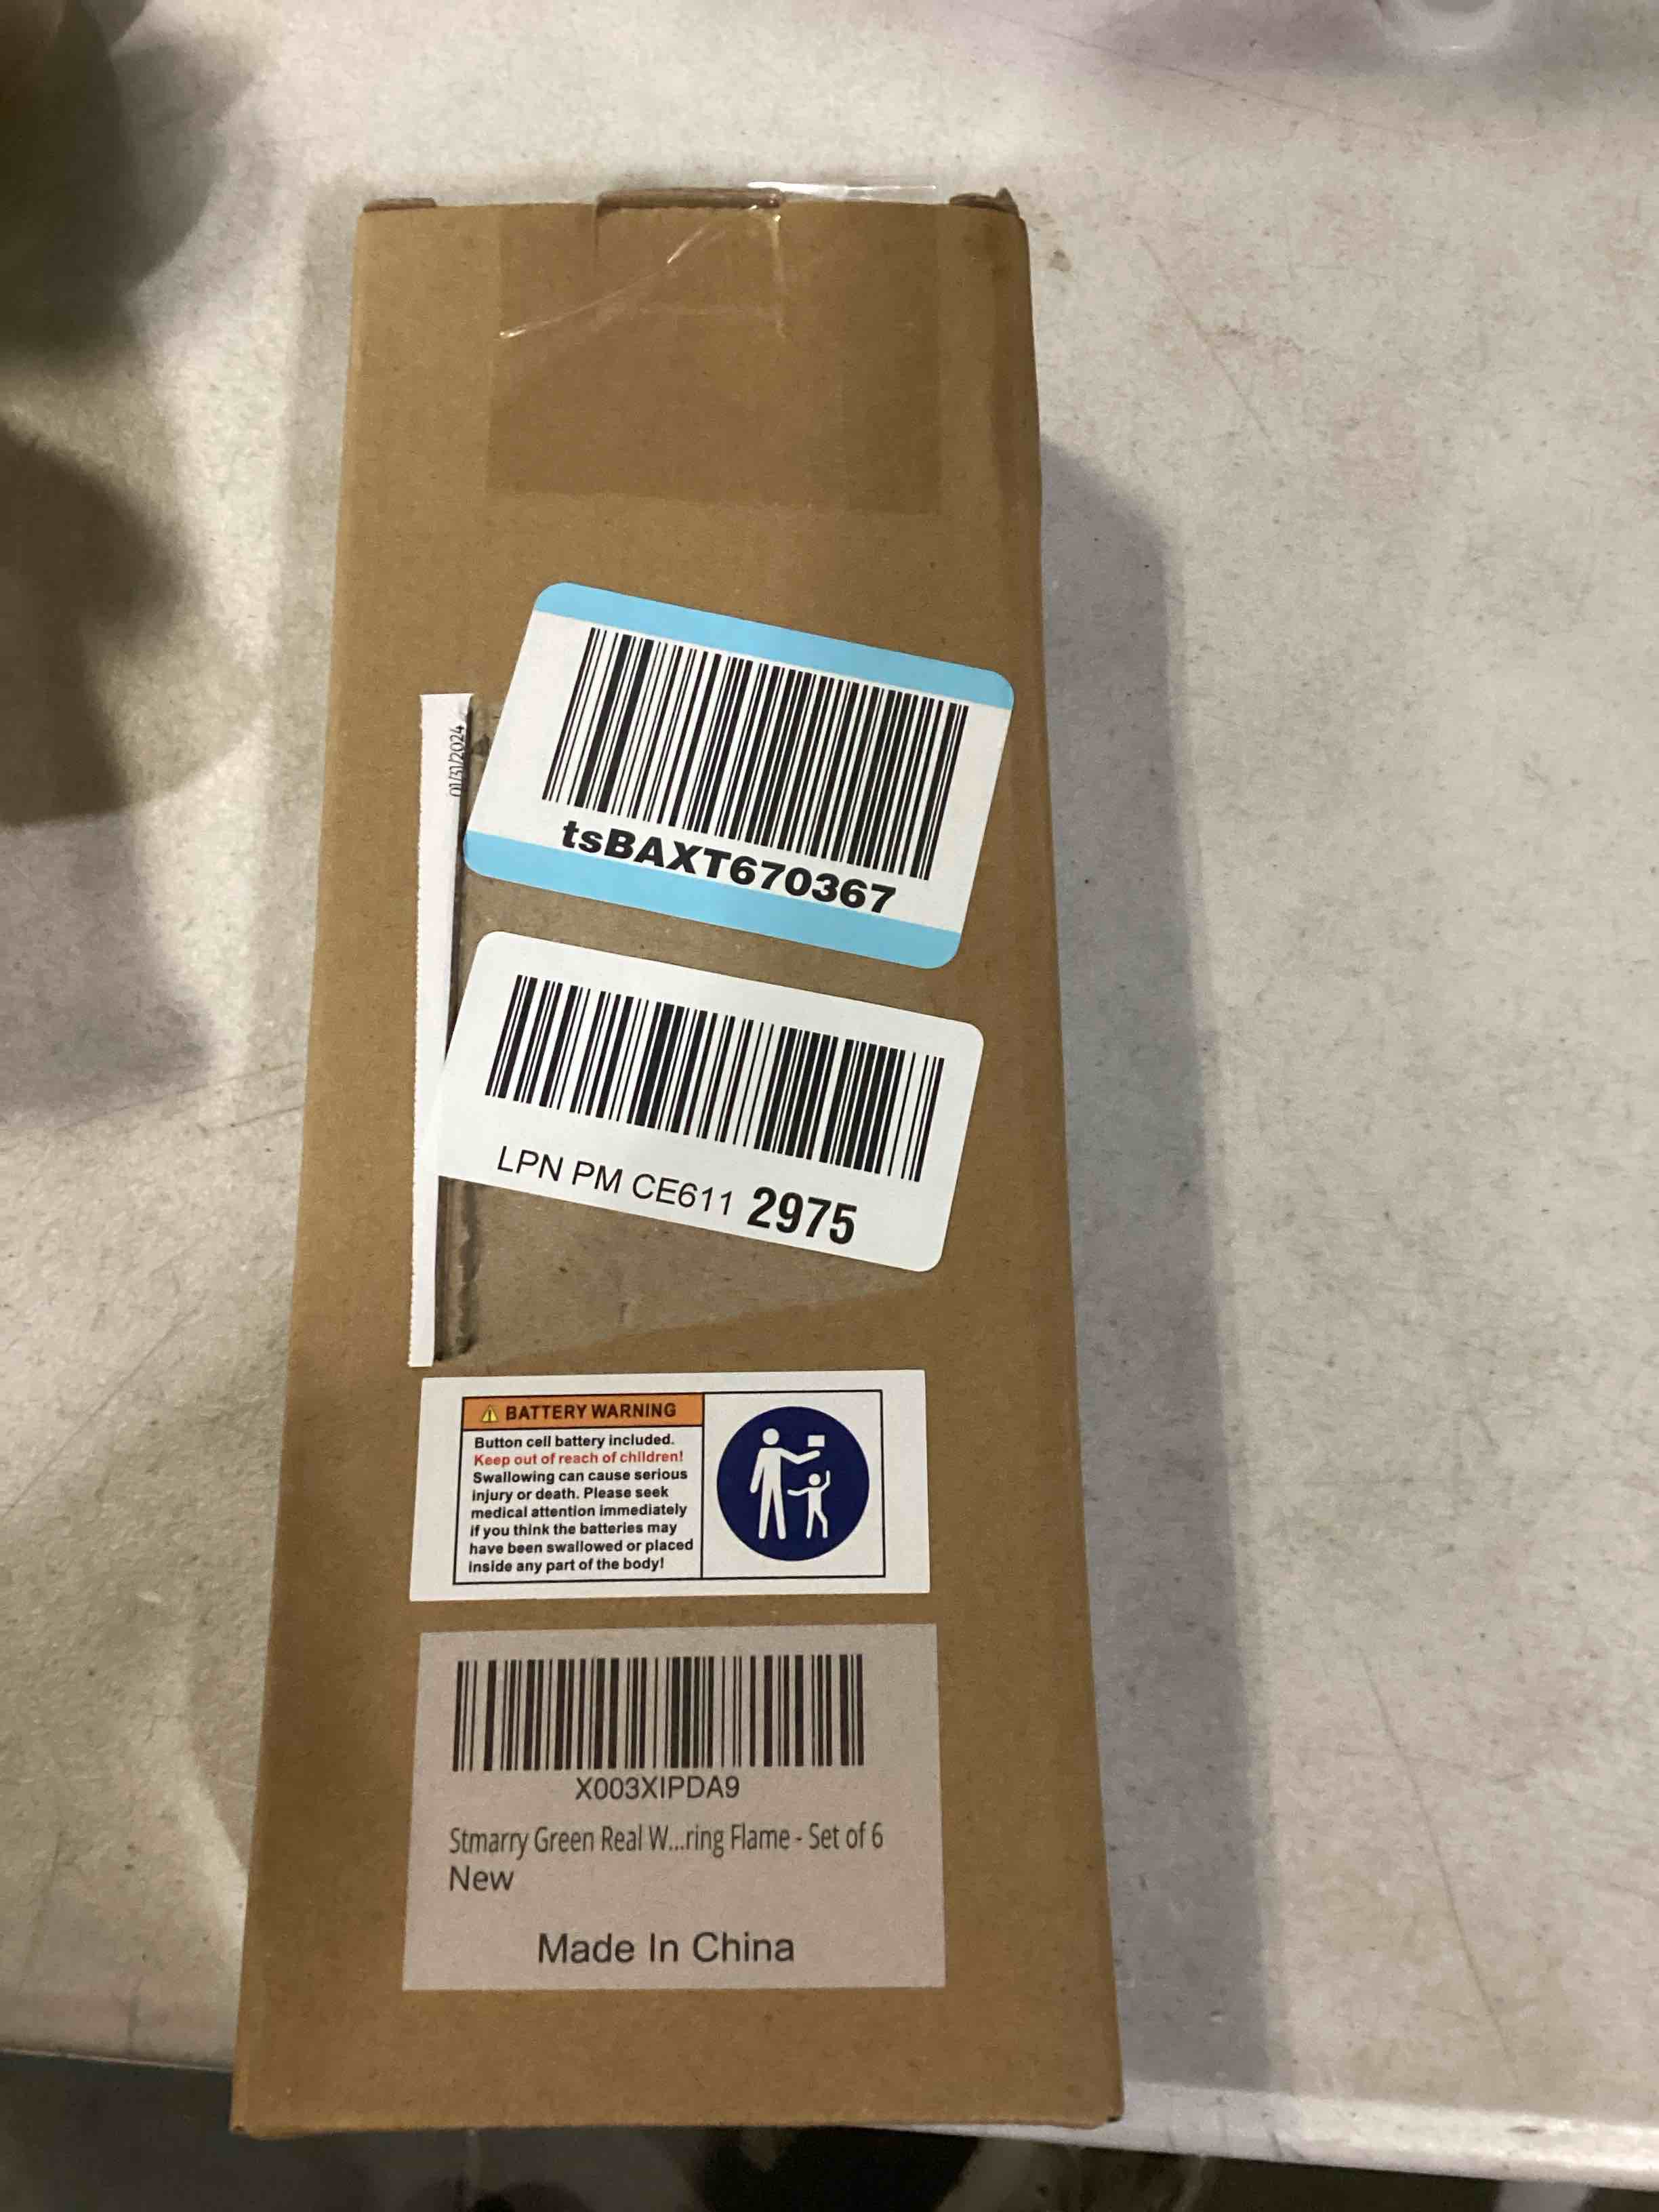 01/31/2024
tsBAXT670367
LPN PM CE611 2975
⚠ BATTERY WARNING
Button cell battery included.
Keep out of reach of children!
Swallowing can cause serious
injury or death. Please seek
medical attention immediately
if you think the batteries may
have been swallowed or placed
inside any part of the body!
X003XIPDA9
Stmarry Green Real W...ring Flame - Set of 6
New
Made In China